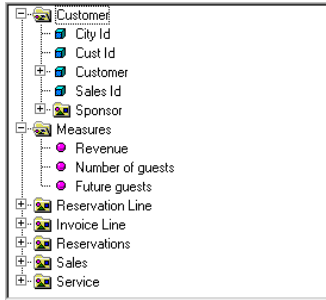 Customer
City Id
Cust Id
Customer
Sales Id
Sponsor
Measures
Revenue
Number of guests
Future guests
Reservation Line
Invoice Line
Reservations
Sales
Service